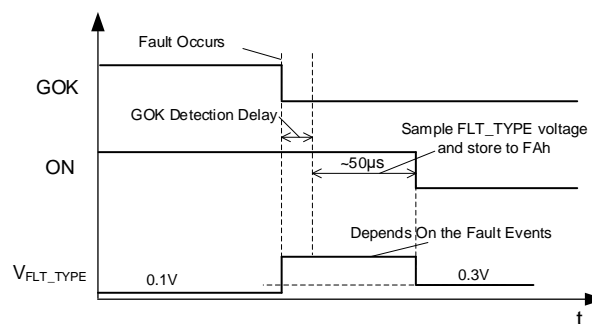 Fault Occurs
GOK
GOK Detection Delay
Sample FLT_TYPE voltage
and store to FAh
ON
~50µs
Depends On the Fault Events
VFLT_TYPE
0.1V
0.3V
t